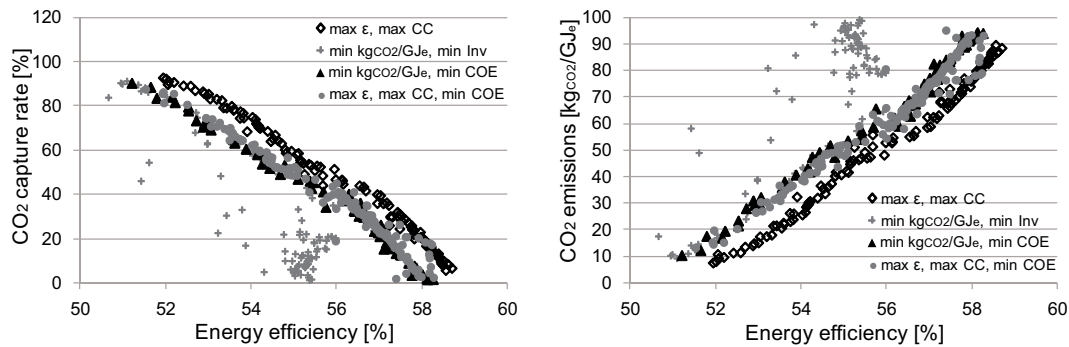 120
100
80
60
40
20
0
CO2 capture rate [%]
50 52 54 56 58 60
Energy efficiency [%]
max ε, max CC
min kgCO2/GJe, min Inv
min kgCO2/GJe, min COE
max ε, max CC, min COE
100
90
80
70
60
50
40
30
20
10
0
CO2 emissions [kgCO2/GJe]
50 52 54 56 58 60
Energy efficiency [%]
max ε, max CC
min kgCO2/GJe, min Inv
min kgCO2/GJe, min COE
max ε, max CC, min COE